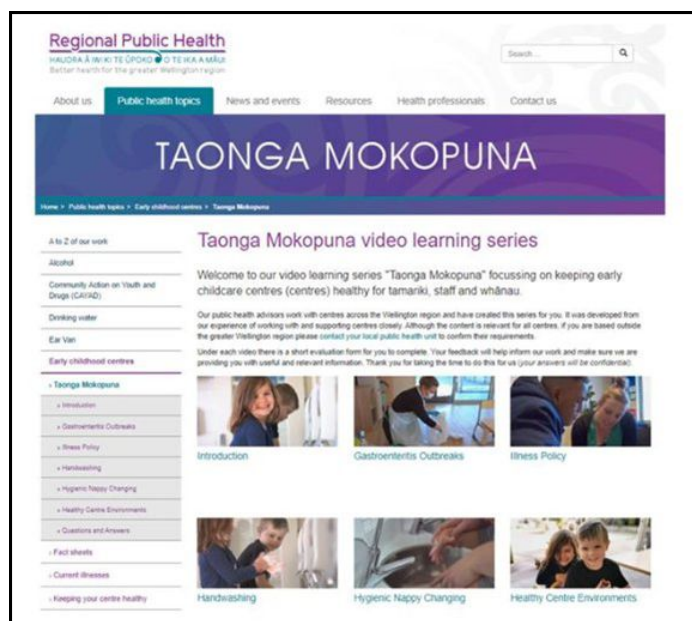 Regional Public Health
HAUORA Ā IWI KI TE ŪPOKO O TE IKA A MĀUI
Better health for the greater Wellington region
Search...
About us
Public health topics
News and events
Resources
Health professionals
Contact us
TAONGA MOKOPUNA
Home > Public health topics > Early childhood centres > Taonga Mokopuna
A to Z of our work
Alcohol
Community Action on Youth and
Drugs (CAYAD)
Drinking water
Ear Van
Early childhood centres
Taonga Mokopuna
Introduction
Gastroenteritis Outbreaks
Illness Policy
Handwashing
Hygienic Nappy Changing
Healthy Centre Environments
Questions and Answers
Fact sheets
Current illnesses
Keeping your centre healthy
Taonga Mokopuna video learning series
Welcome to our video learning series "Taonga Mokopuna" focussing on keeping early
childcare centres (centres) healthy for tamariki, staff and whānau.
Our public health advisors work with centres across the Wellington region and have created this series for you. It was developed from
our experience of working with and supporting centres closely. Although the content is relevant for all centres, if you are based outside
the greater Wellington region please contact your local public health unit to confirm their requirements.
Under each video there is a short evaluation form for you to complete. Your feedback will help inform our work and make sure we are
providing you with useful and relevant information. Thank you for taking the time to do this for us (your answers will be confidential).
Introduction
Gastroenteritis Outbreaks
Illness Policy
Handwashing
Hygienic Nappy Changing
Healthy Centre Environments